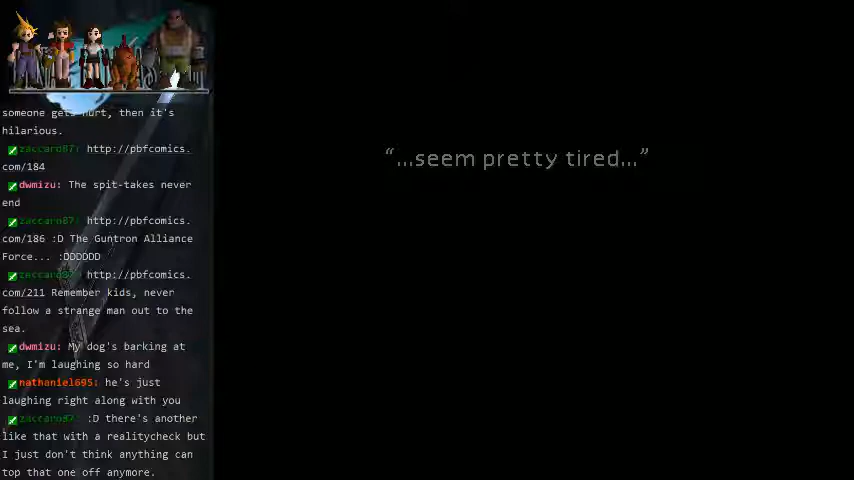 someone gets hurt, then it's
hilarious.
zaccaro87: http://pbfcomics.
com/184
dwmizu: The spit-takes never
end
zaccaro87: http://pbfcomics.
com/186 :D The Guntron Alliance
Force... :DDDDDD
zaccaro87: http://pbfcomics.
com/211 Remember kids, never
follow a strange man out to the
sea.
dwmizu: My dog's barking at
me, I'm laughing so hard
nathaniel695: he's just
laughing right along with you
zaccaro87: :D there's another
like that with a realitycheck but
I just don't think anything can
top that one off anymore.
“...seem pretty tired...”